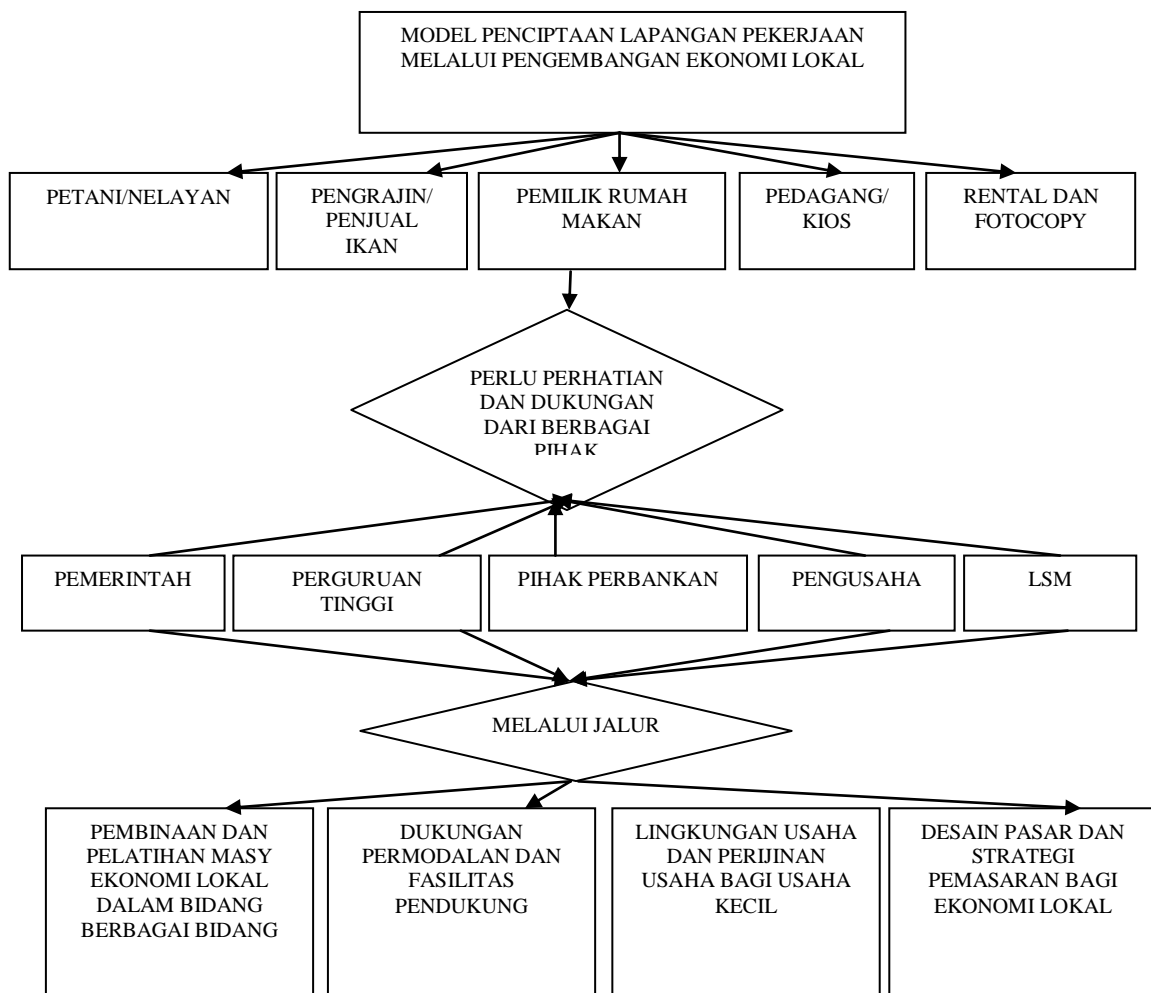 MODEL PENCIPTAAN LAPANGAN PEKERJAAN
MELALUI PENGEMBANGAN EKONOMI LOKAL
PETANI/NELAYAN
PENGRAJIN/
PENJUAL
IKAN
PEMILIK RUMAH
MAKAN
PEDAGANG/
KIOS
RENTAL DAN
FOTOCOPY
PERLU PERHATIAN
DAN DUKUNGAN
DARI BERBAGAI
PIHAK
PEMERINTAH
PERGURUAN
TINGGI
PIHAK PERBANKAN
PENGUSAHA
LSM
MELALUI JALUR
PEMBINAAN DAN
PELATIHAN MASY
EKONOMI LOKAL
DALAM BIDANG
BERBAGAI BIDANG
DUKUNGAN
PERMODALAN DAN
FASILITAS
PENDUKUNG
LINGKUNGAN USAHA
DAN PERIJINAN
USAHA BAGI USAHA
KECIL
DESAIN PASAR DAN
STRATEGI
PEMASARAN BAGI
EKONOMI LOKAL